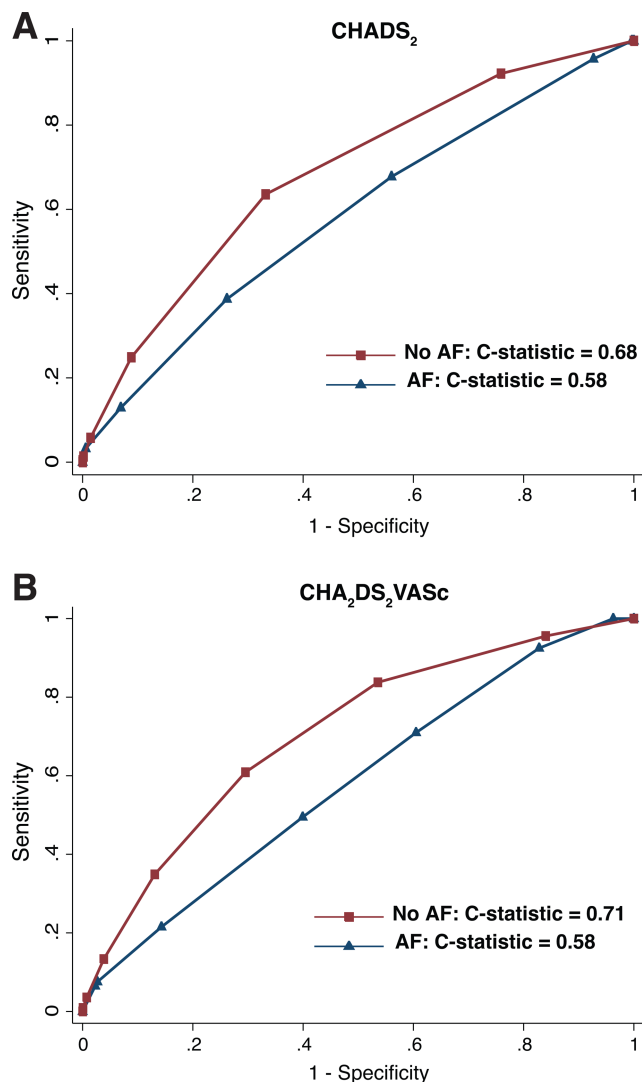 A
CHADS₂
1
.8
.6
.4
.2
0
Sensitivity
No AF: C-statistic = 0.68
AF: C-statistic = 0.58
0 .2 .4 .6 .8 1
1 - Specificity
B
CHA₂DS₂VASc
1
.8
.6
.4
.2
0
Sensitivity
No AF: C-statistic = 0.71
AF: C-statistic = 0.58
0 .2 .4 .6 .8 1
1 - Specificity